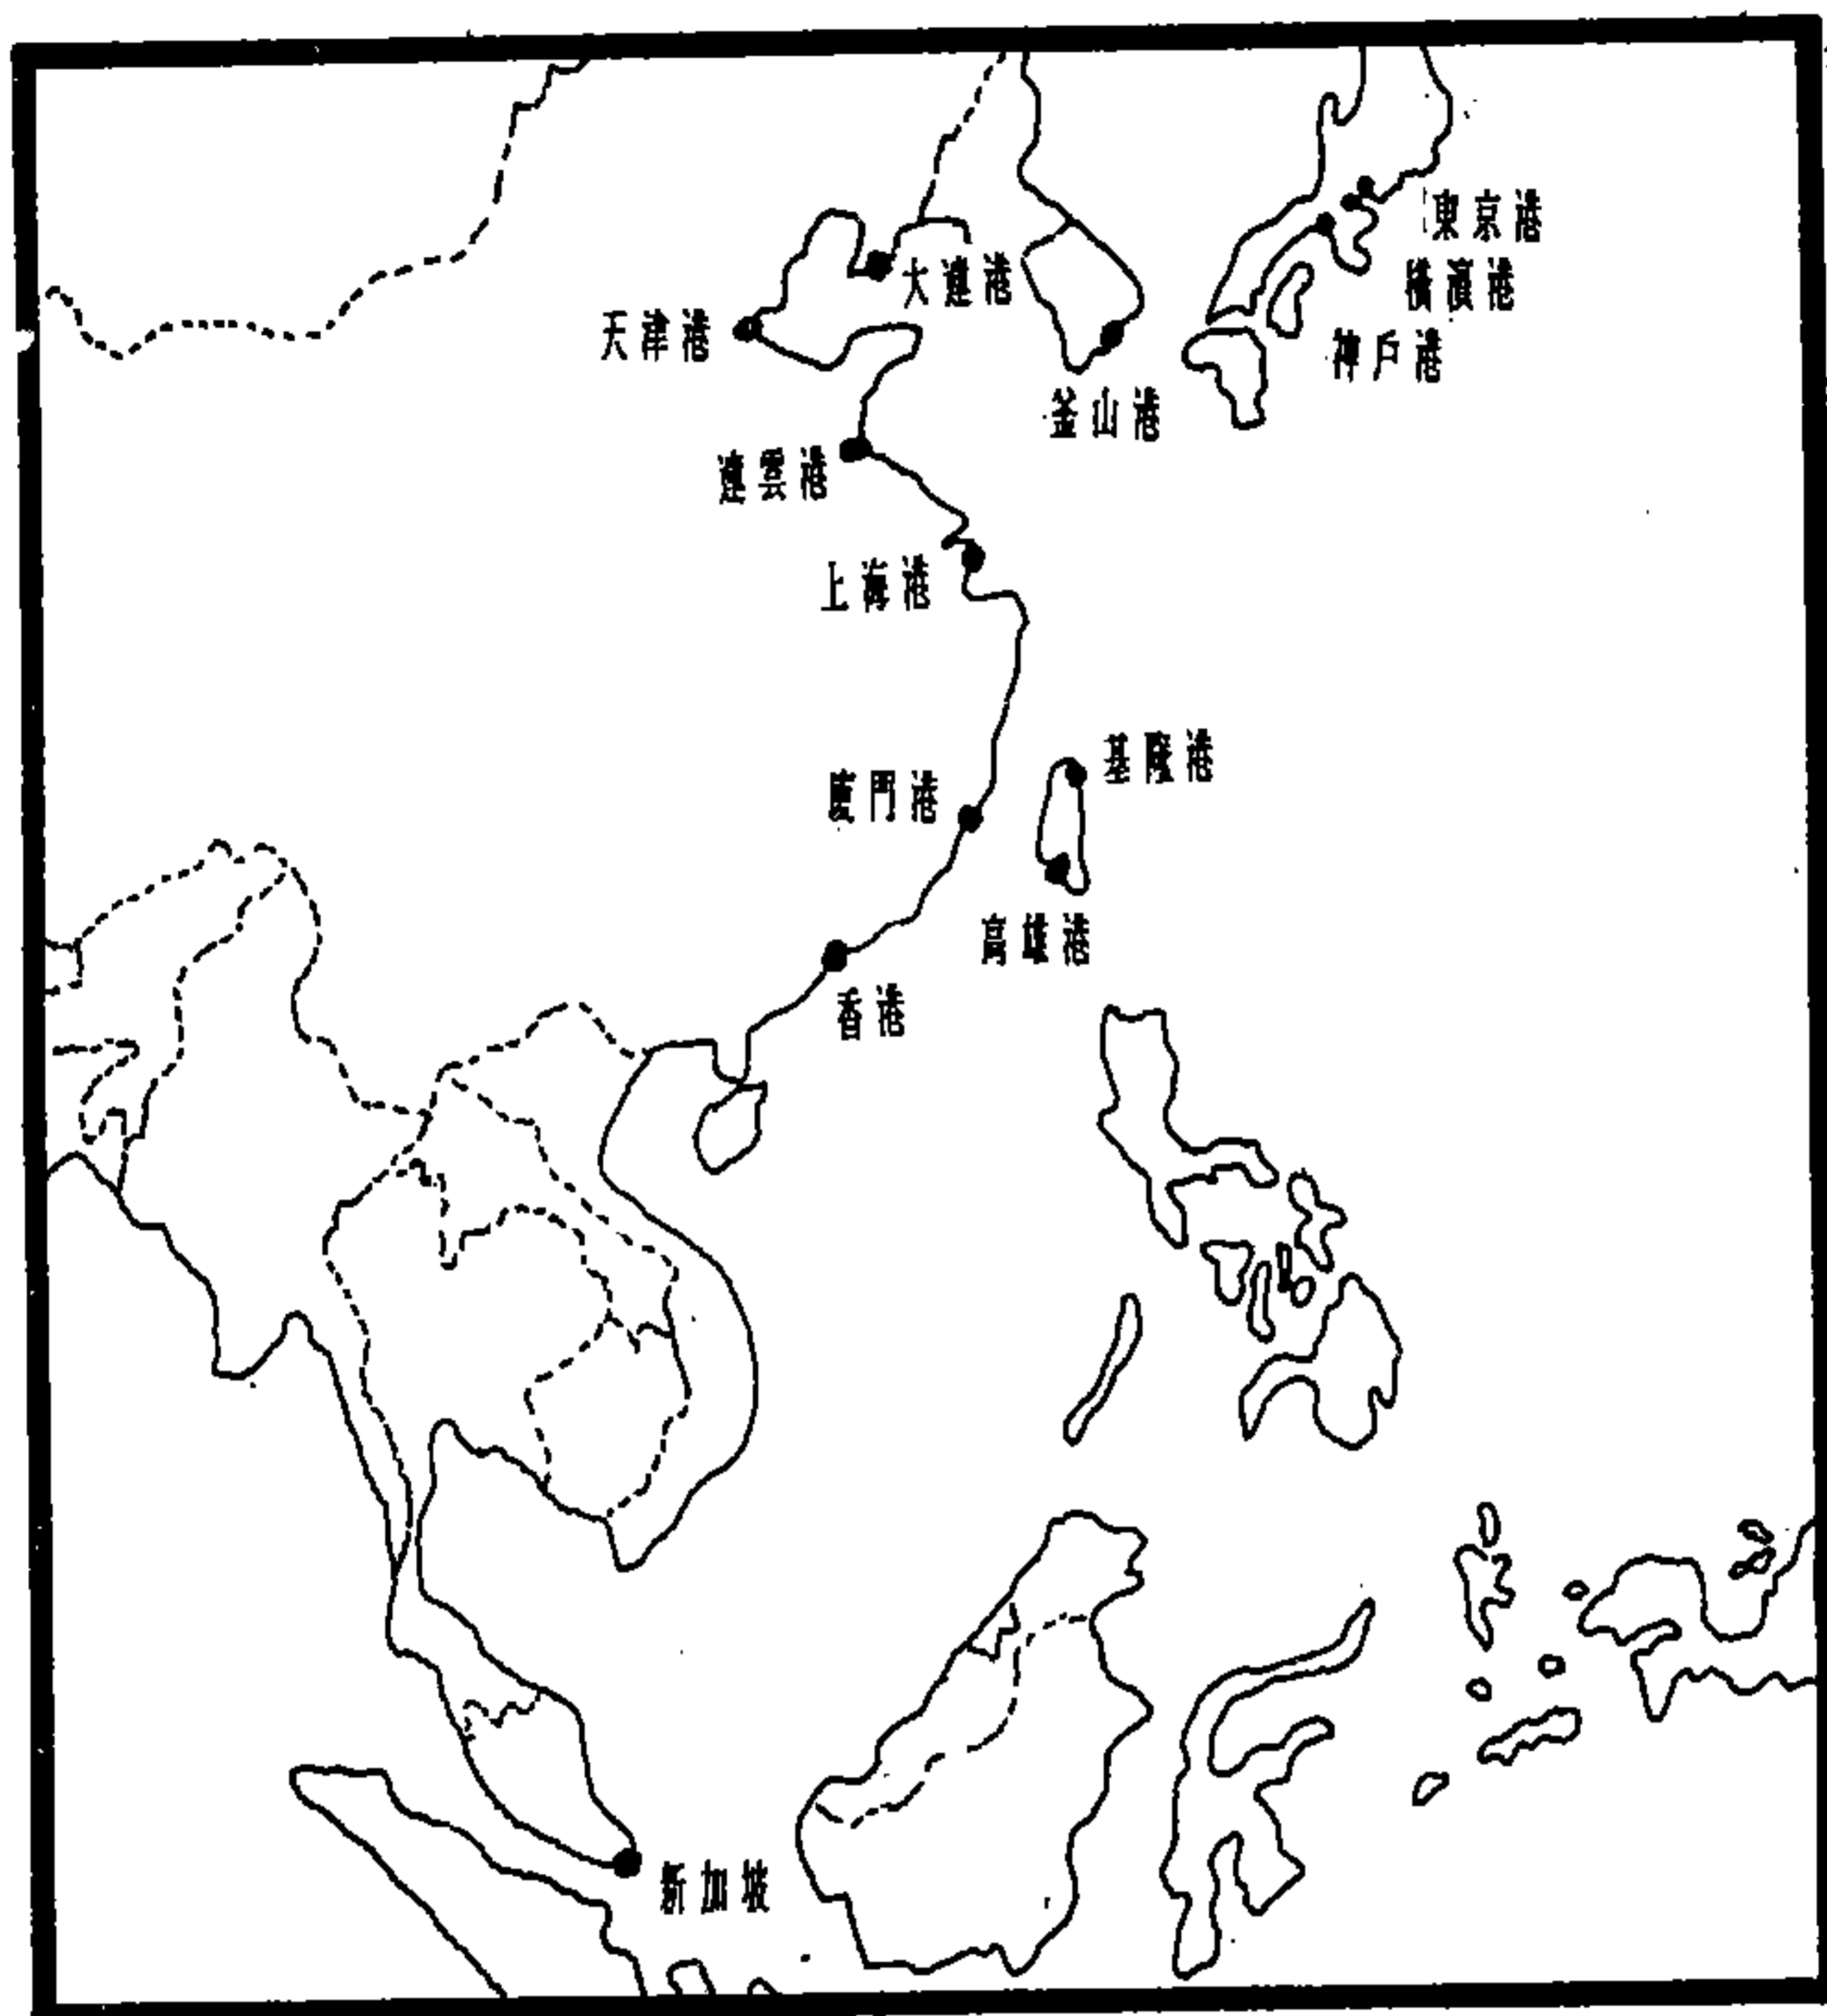 東京港
大連港
橫濱港
天津港
神戶港
釜山港
連雲港
上海港
基隆港
廈門港
高雄港
香港
新加坡